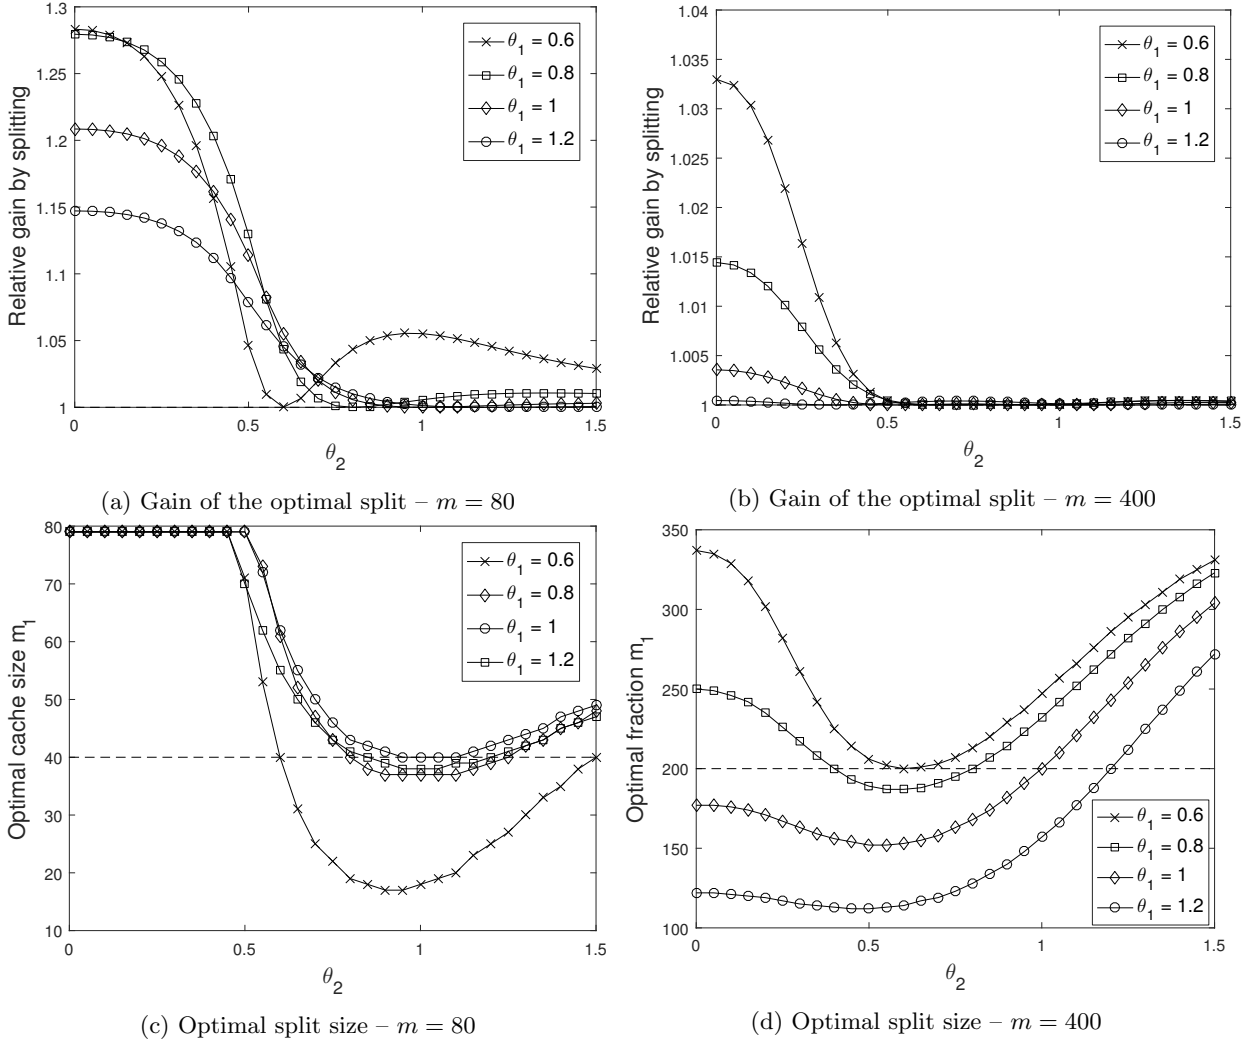 1.3
1.25
1.2
1.15
1.1
1.05
1
0
0.5
1
1.5
Relative gain by splitting
θ2
θ1 = 0.6
θ1 = 0.8
θ1 = 1
θ1 = 1.2
(a) Gain of the optimal split – m = 80
1.04
1.035
1.03
1.025
1.02
1.015
1.01
1.005
1
0
0.5
1
1.5
Relative gain by splitting
θ2
θ1 = 0.6
θ1 = 0.8
θ1 = 1
θ1 = 1.2
(b) Gain of the optimal split – m = 400
80
70
60
50
40
30
20
10
0
0.5
1
1.5
Optimal cache size m1
θ2
θ1 = 0.6
θ1 = 0.8
θ1 = 1
θ1 = 1.2
(c) Optimal split size – m = 80
350
300
250
200
150
100
0
0.5
1
1.5
Optimal fraction m1
θ2
θ1 = 0.6
θ1 = 0.8
θ1 = 1
θ1 = 1.2
(d) Optimal split size – m = 400